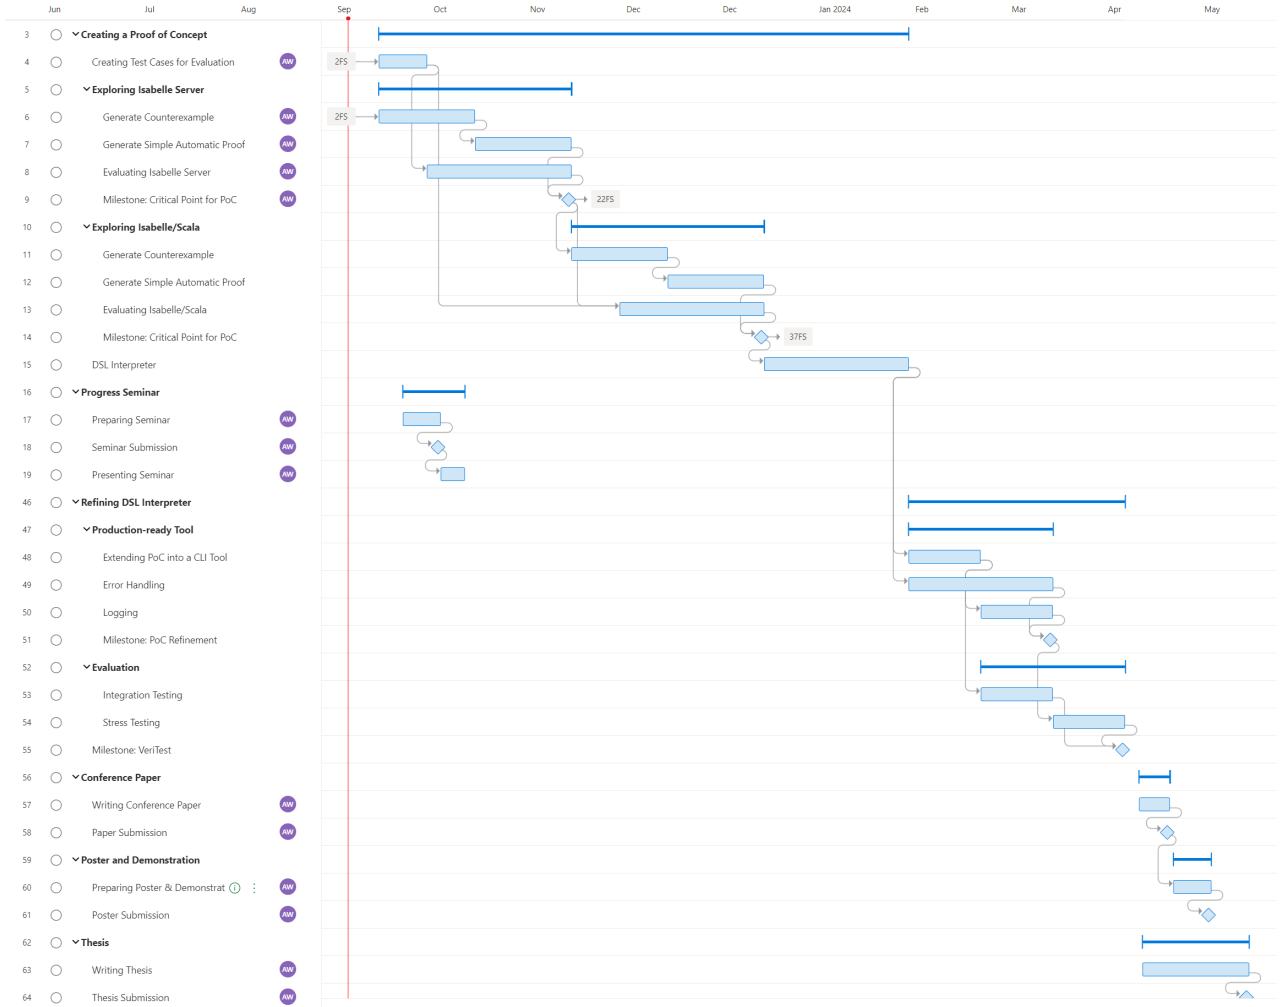 Jun Jul Aug Sep Oct Nov Dec Dec Jan 2024 Feb Mar Apr May
3 Creating a Proof of Concept
4 Creating Test Cases for Evaluation AW 2FS
5 Exploring Isabelle Server
6 Generate Counterexample AW 2FS
7 Generate Simple Automatic Proof AW
8 Evaluating Isabelle Server AW
9 Milestone: Critical Point for PoC AW 22FS
10 Exploring Isabelle/Scala
11 Generate Counterexample
12 Generate Simple Automatic Proof
13 Evaluating Isabelle/Scala
14 Milestone: Critical Point for PoC 37FS
15 DSL Interpreter
16 Progress Seminar
17 Preparing Seminar AW
18 Seminar Submission AW
19 Presenting Seminar AW
46 Refining DSL Interpreter
47 Production-ready Tool
48 Extending PoC into a CLI Tool
49 Error Handling
50 Logging
51 Milestone: PoC Refinement
52 Evaluation
53 Integration Testing
54 Stress Testing
55 Milestone: VeriTest
56 Conference Paper
57 Writing Conference Paper AW
58 Paper Submission AW
59 Poster and Demonstration
60 Preparing Poster & Demonstrat AW
61 Poster Submission AW
62 Thesis
63 Writing Thesis AW
64 Thesis Submission AW